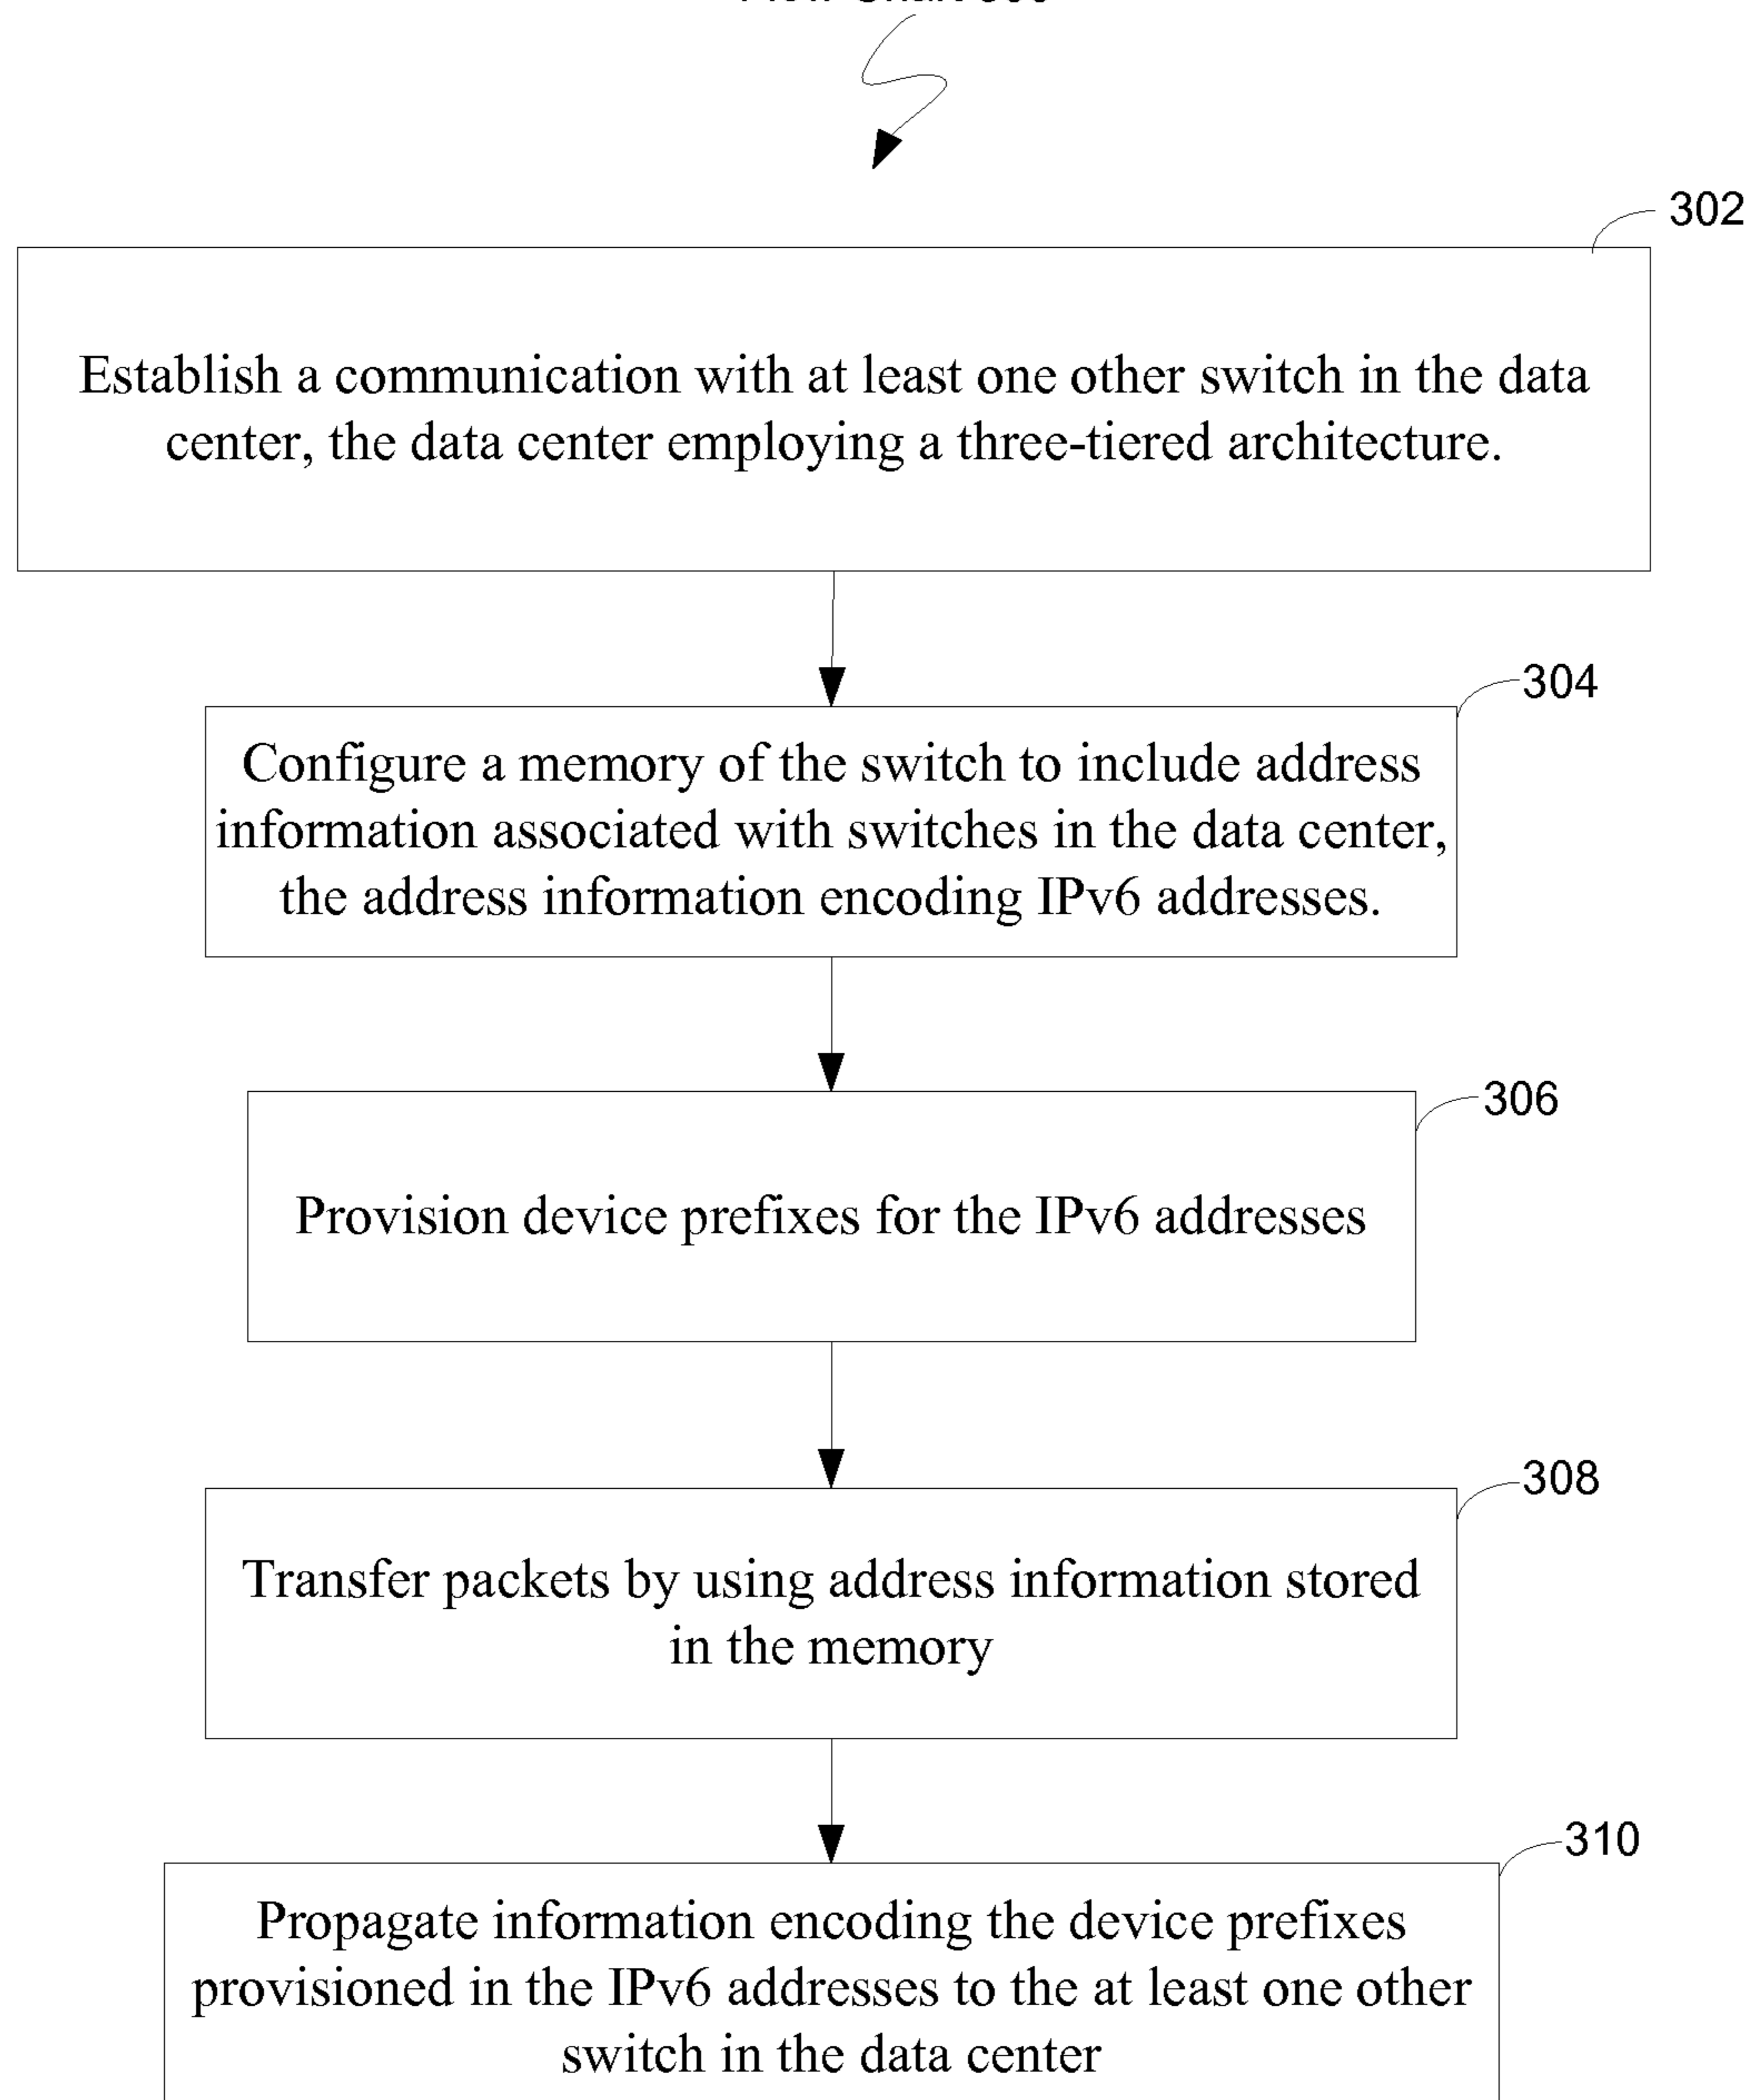 302
Establish a communication with at least one other switch in the data
center, the data center employing a three-tiered architecture.
304
Configure a memory of the switch to include address
information associated with switches in the data center,
the address information encoding IPv6 addresses.
306
Provision device prefixes for the IPv6 addresses
308
Transfer packets by using address information stored
in the memory
310
Propagate information encoding the device prefixes
provisioned in the IPv6 addresses to the at least one other
switch in the data center